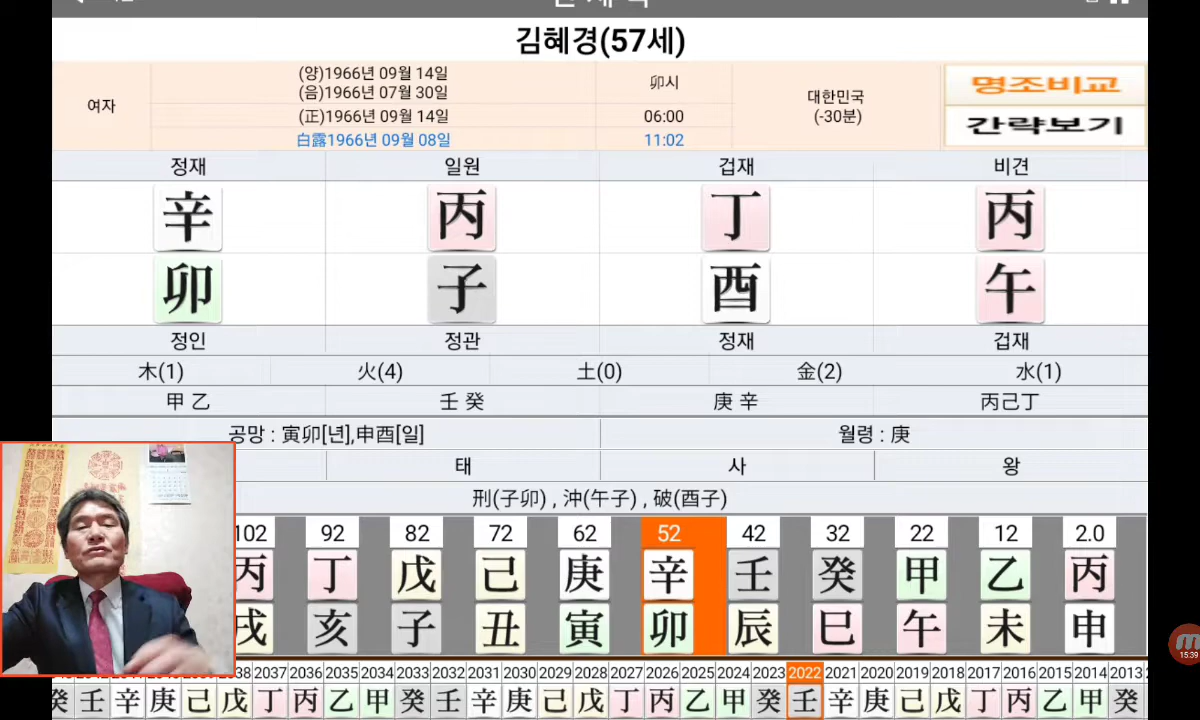 김혜경(57세)
여자
(양)1966년 09월 14일
(음)1966년 07월 30일
(正)1966년 09월 14일
白露1966년 09월 08일
卯시
06:00
11:02
대한민국
(-30분)
명조비교
간략보기
정재 일원 겁재 비견
辛 丙 丁 丙
卯 子 酉 午
정인 정관 정재 겁재
木(1) 火(4) 土(0) 金(2) 水(1)
甲 乙 壬 癸 庚 辛 丙己丁
공망 : 寅卯[년],申酉[일] 월령 : 庚
태 사 왕
刑(子卯) , 沖(午子) , 破(酉子)
102 92 82 72 62 52 42 32 22 12 2.0
丙 丁 戊 己 庚 辛 壬 癸 甲 乙 丙
戌 亥 子 丑 寅 卯 辰 巳 午 未 申
2037 2036 2035 2034 2033 2032 2031 2030 2029 2028 2027 2026 2025 2024 2023 2022 2021 2020 2019 2018 2017 2016 2015 2014 2013
癸 壬 辛 庚 己 戊 丁 丙 乙 甲 癸 壬 辛 庚 己 戊 丁 丙 乙 甲 癸 壬 辛 庚 己 戊 丁 丙 乙 甲 癸
15:39